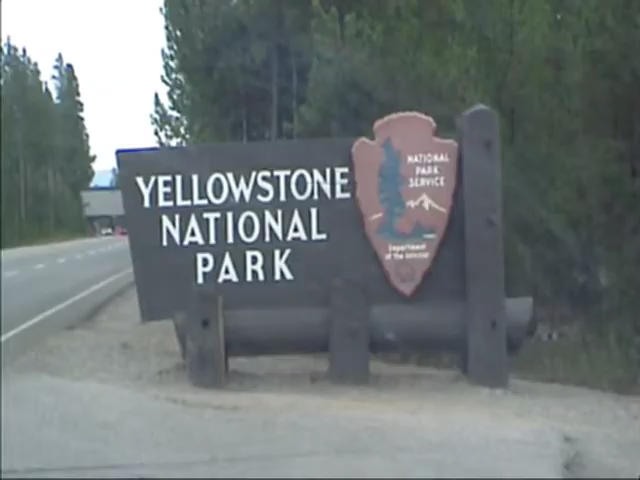 YELLOWSTONE
NATIONAL
PARK
NATIONAL
PARK
SERVICE
Department
of the Interior